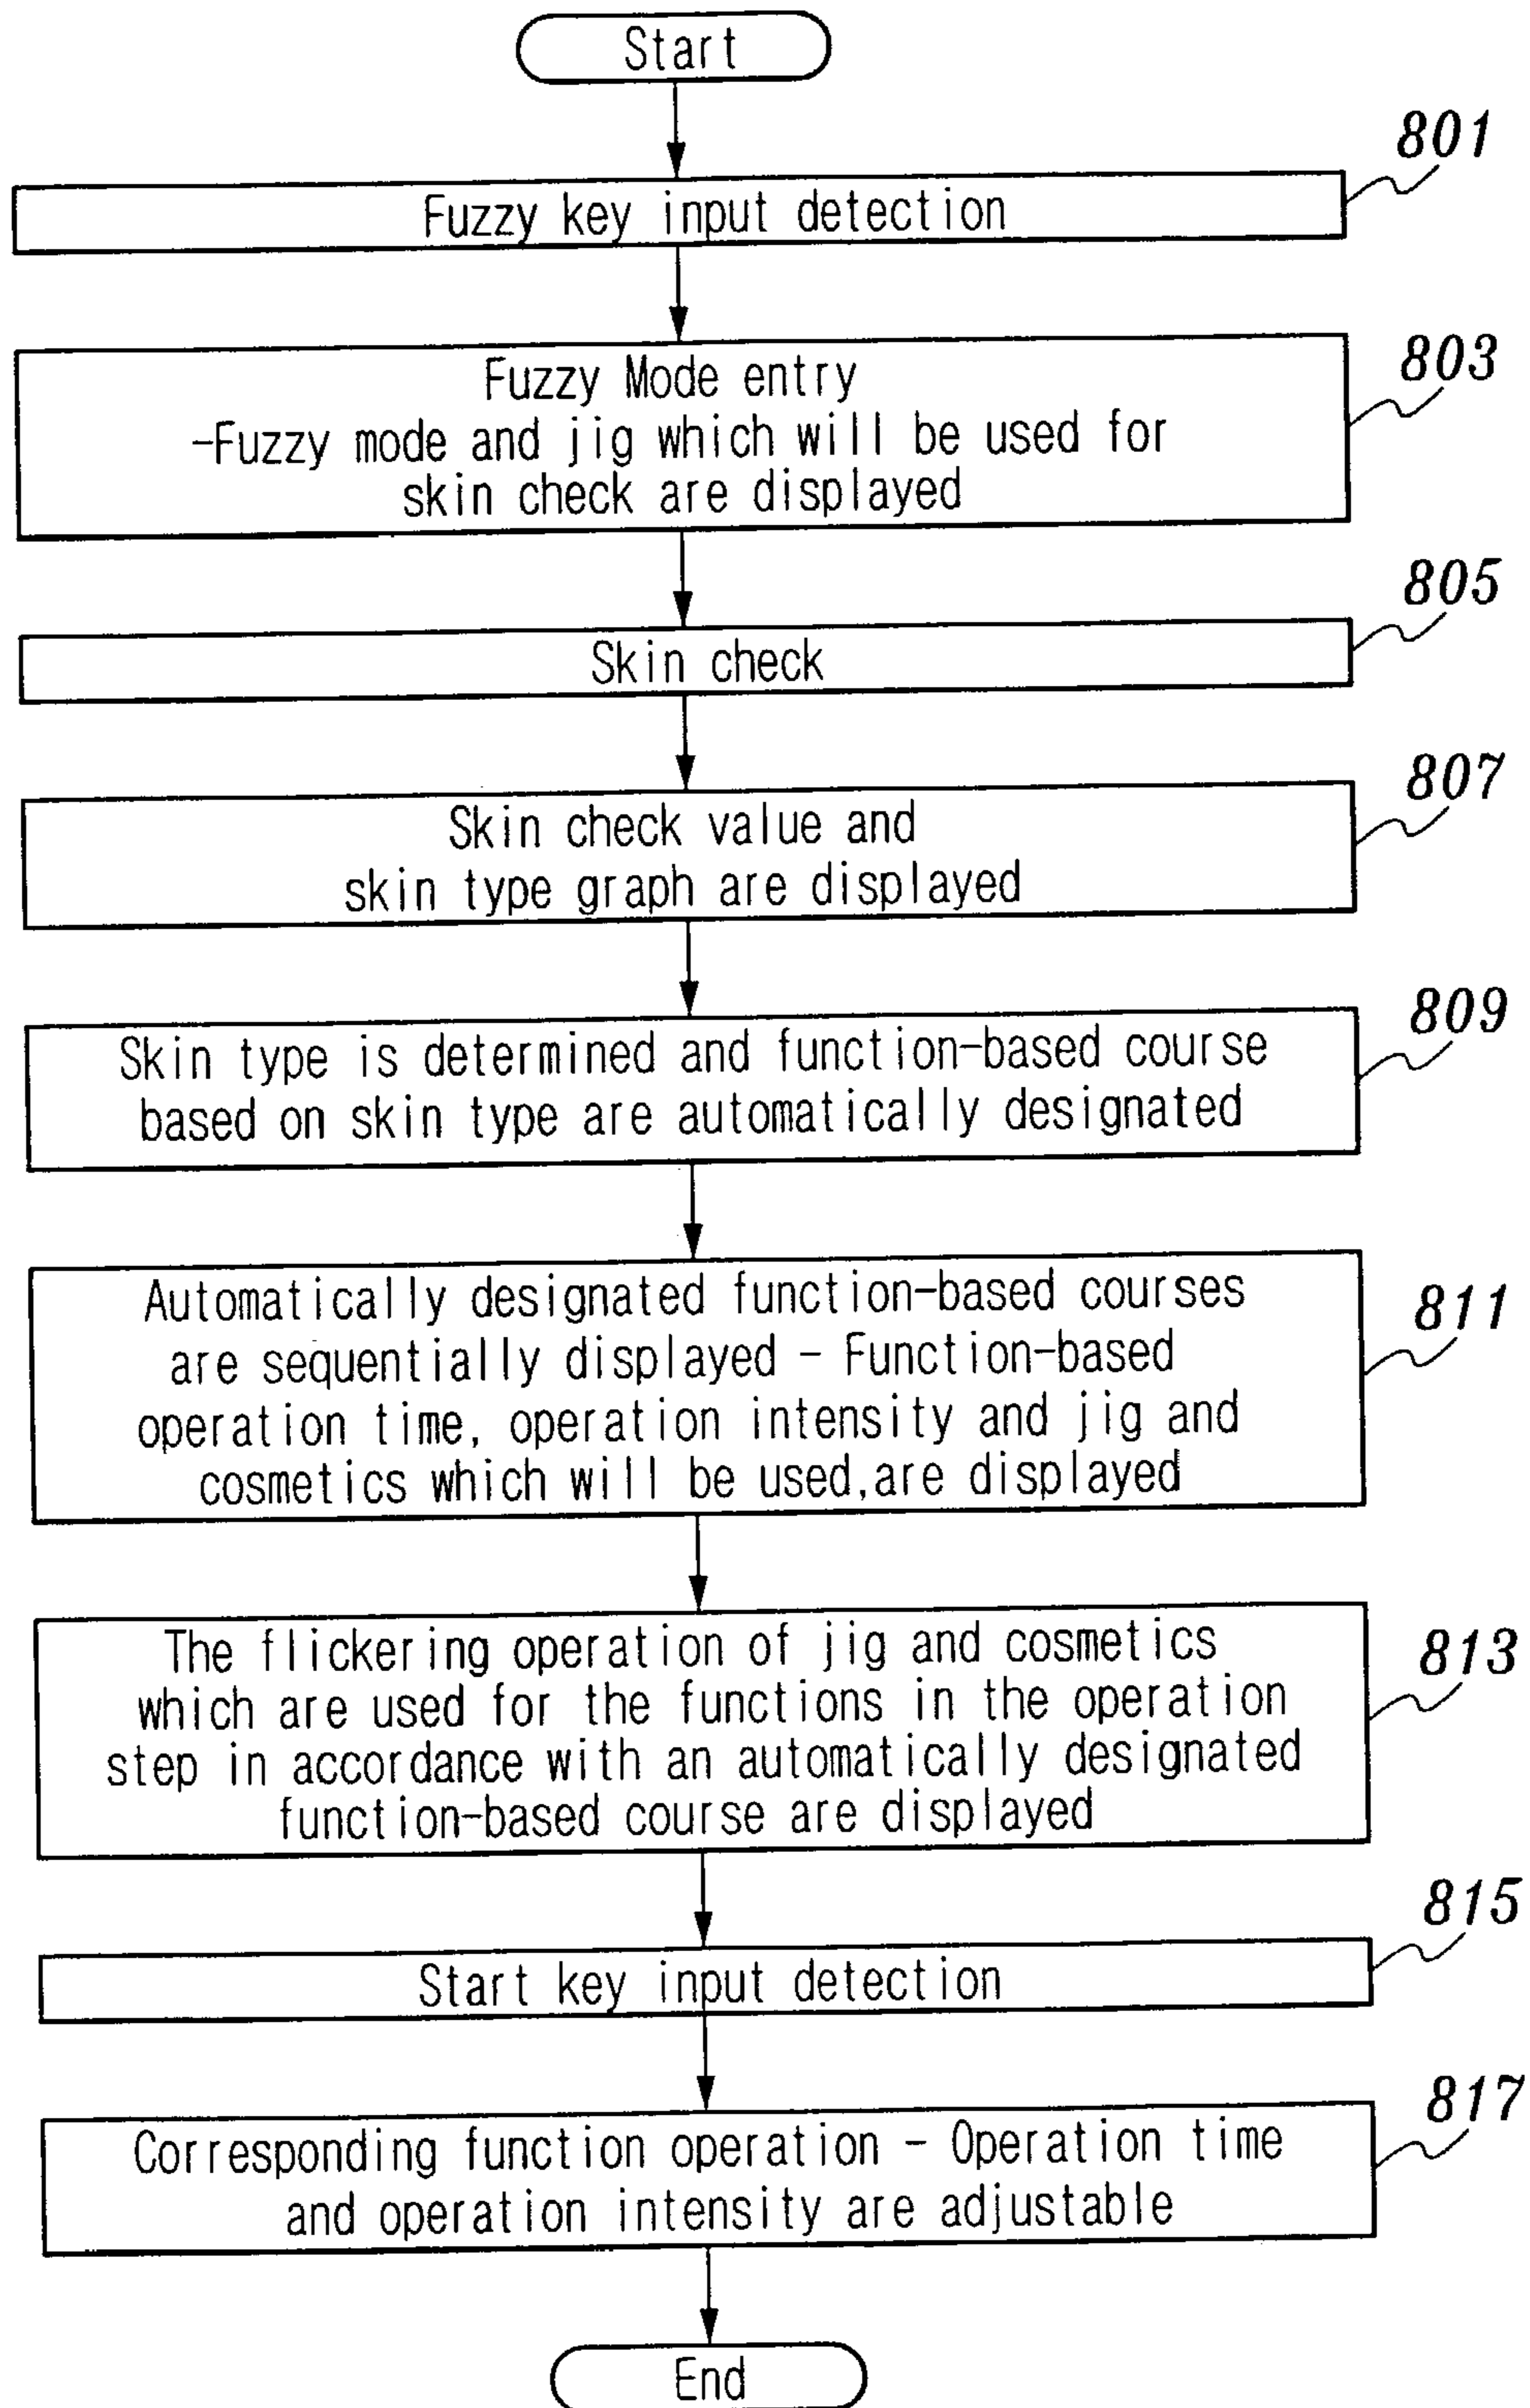 Start
801
Fuzzy key input detection
803
Fuzzy Mode entry
-Fuzzy mode and jig which will be used for
skin check are displayed
805
Skin check
807
Skin check value and
skin type graph are displayed
809
Skin type is determined and function-based course
based on skin type are automatically designated
811
Automatically designated function-based courses
are sequentially displayed - Function-based
operation time, operation intensity and jig and
cosmetics which will be used,are displayed
813
The flickering operation of jig and cosmetics
which are used for the functions in the operation
step in accordance with an automatically designated
function-based course are displayed
815
Start key input detection
817
Corresponding function operation - Operation time
and operation intensity are adjustable
End